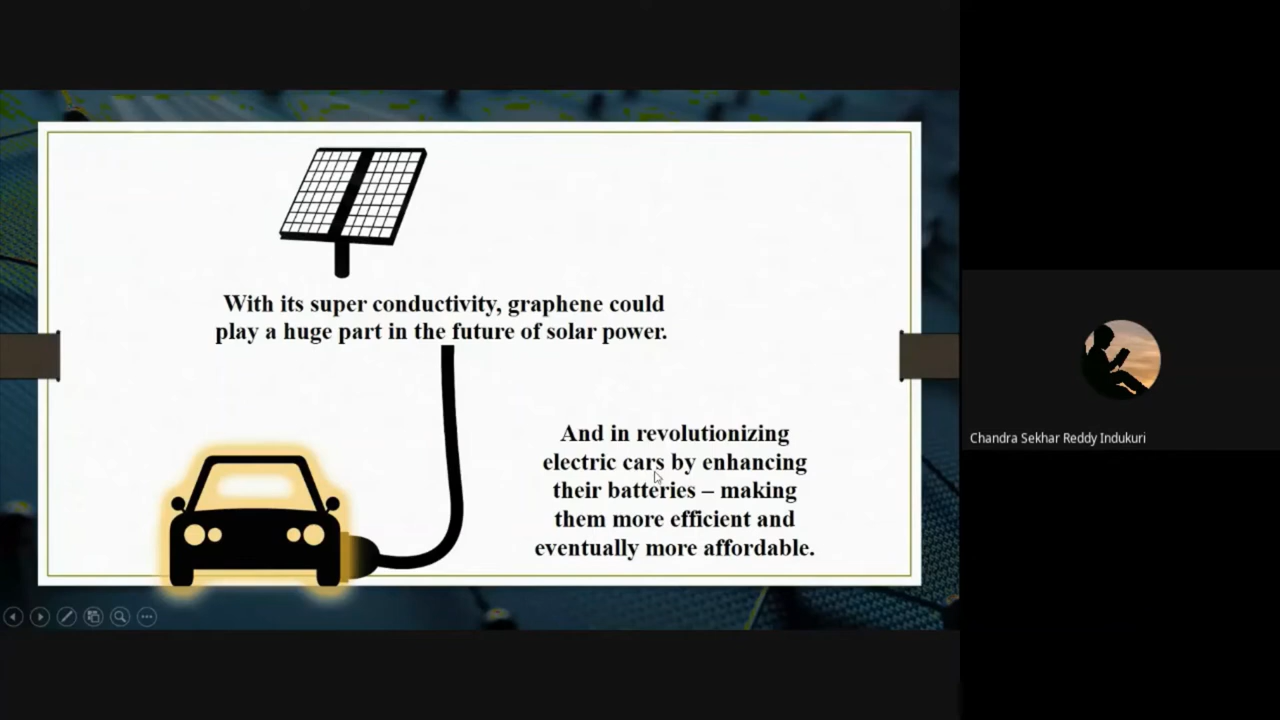 With its super conductivity, graphene could
play a huge part in the future of solar power.
And in revolutionizing
electric cars by enhancing
their batteries – making
them more efficient and
eventually more affordable.
Chandra Sekhar Reddy Indukuri